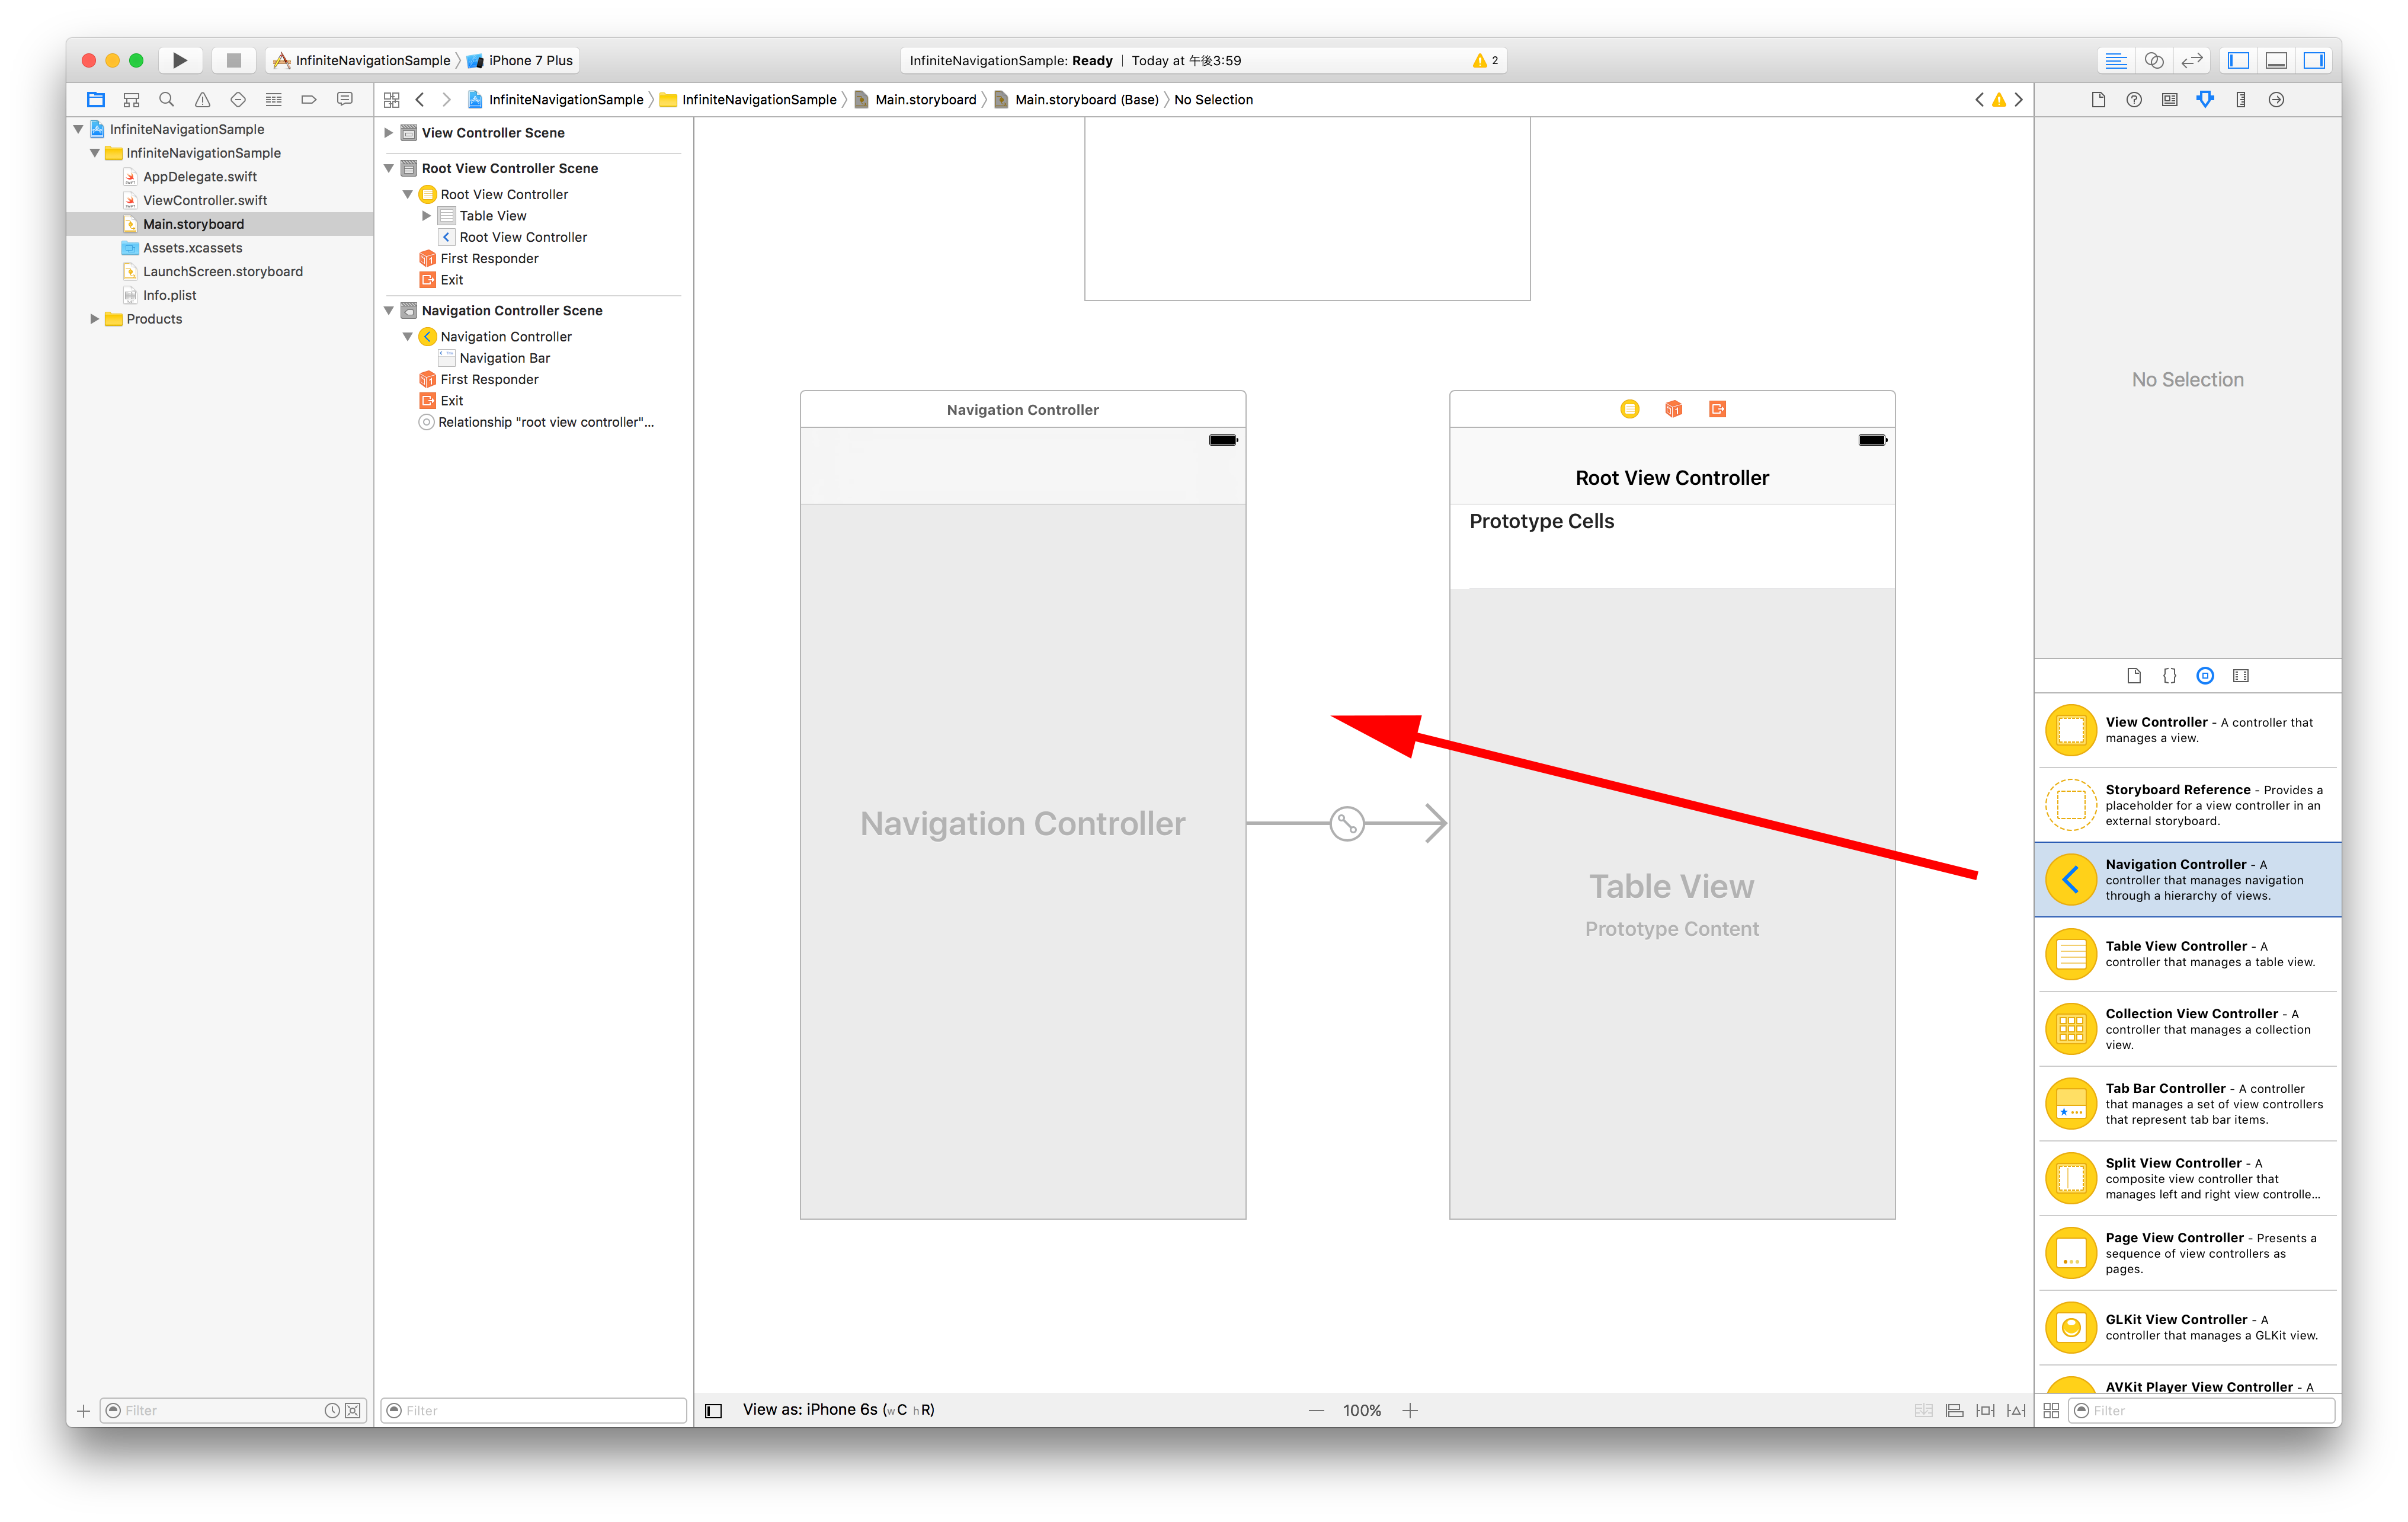 InfiniteNavigationSample
iPhone 7 Plus
InfiniteNavigationSample: Ready | Today at 午後3:59
2
InfiniteNavigationSample
InfiniteNavigationSample
AppDelegate.swift
ViewController.swift
Main.storyboard
Assets.xcassets
LaunchScreen.storyboard
Info.plist
Products
Filter
InfiniteNavigationSample
InfiniteNavigationSample
Main.storyboard
Main.storyboard (Base)
No Selection
View Controller Scene
Root View Controller Scene
Root View Controller
Table View
Root View Controller
First Responder
Exit
Navigation Controller Scene
Navigation Controller
Navigation Bar
First Responder
Exit
Relationship "root view controller"...
Filter
Navigation Controller
Navigation Controller
Root View Controller
Prototype Cells
Table View
Prototype Content
View as: iPhone 6s (wC hR)
100%
No Selection
View Controller - A controller that
manages a view.
Storyboard Reference - Provides a
placeholder for a view controller in an
external storyboard.
Navigation Controller - A
controller that manages navigation
through a hierarchy of views.
Table View Controller - A
controller that manages a table view.
Collection View Controller - A
controller that manages a collection
view.
Tab Bar Controller - A controller
that manages a set of view controllers
that represent tab bar items.
Split View Controller - A
composite view controller that
manages left and right view controlle...
Page View Controller - Presents a
sequence of view controllers as
pages.
GLKit View Controller - A
controller that manages a GLKit view.
AVKit Player View Controller - A
Filter